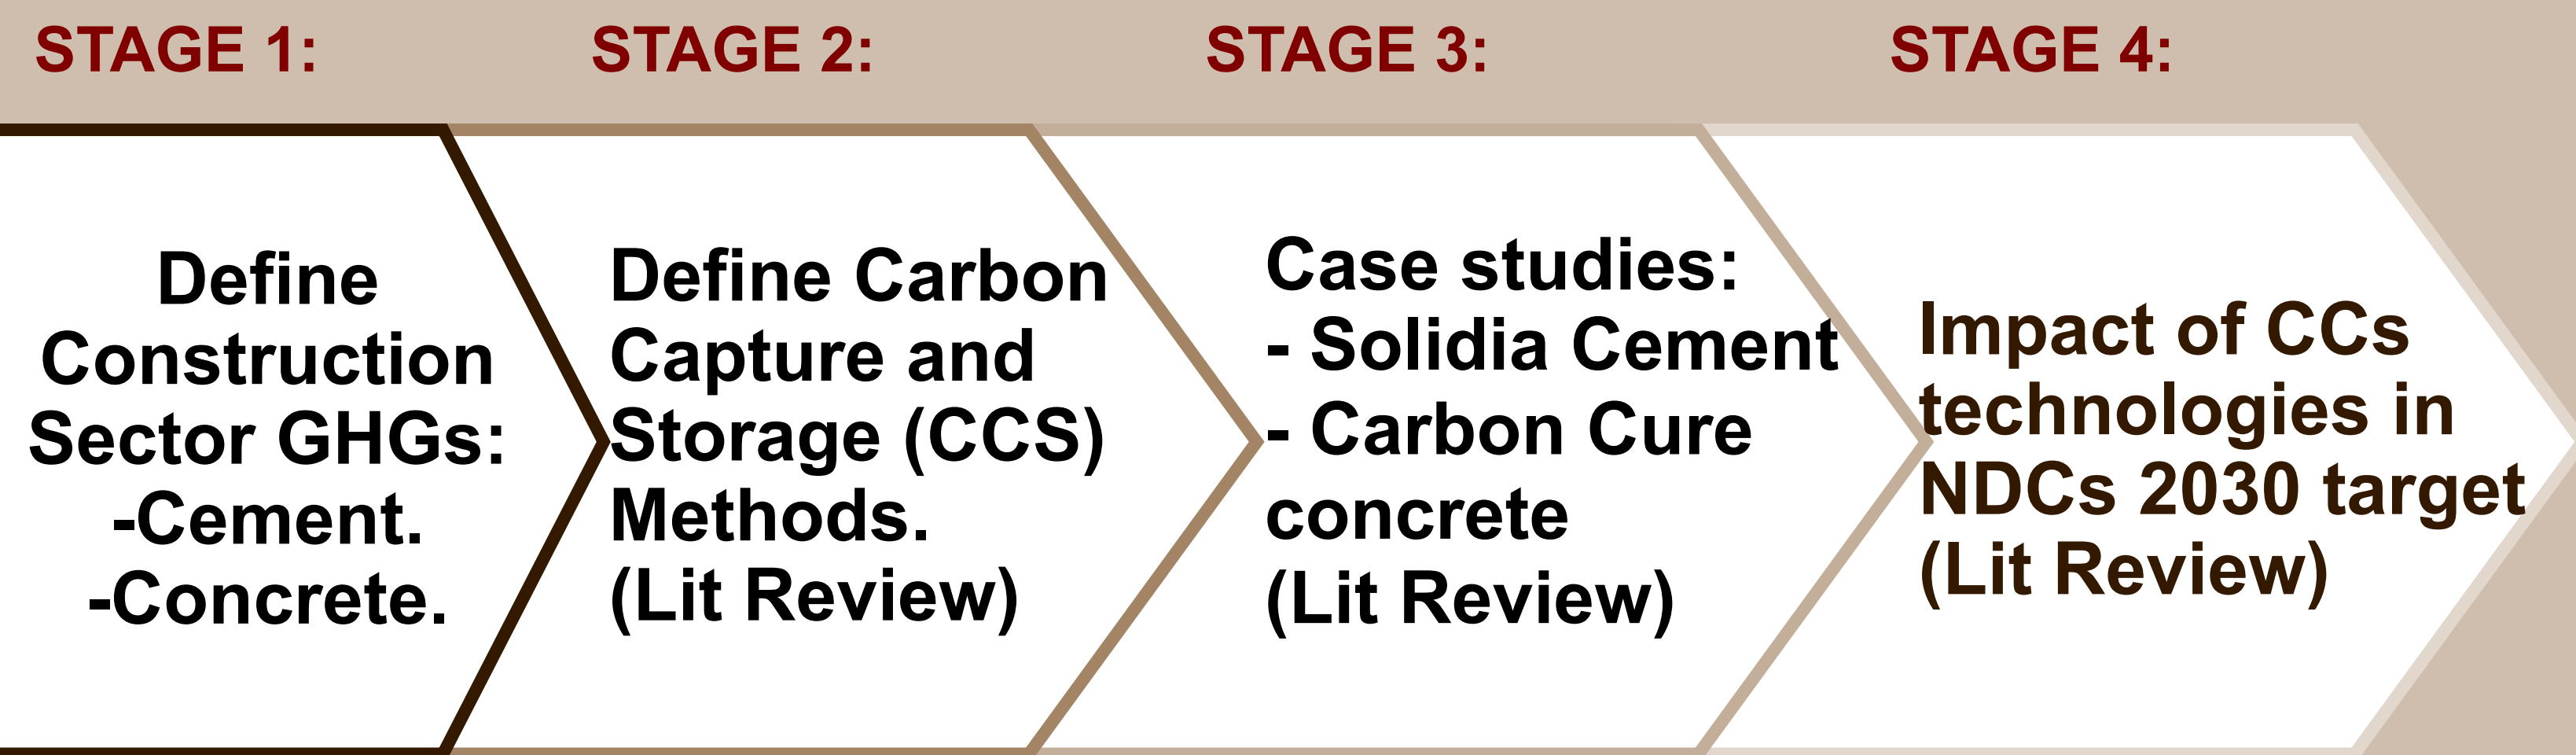 STAGE 1:
STAGE 2:
STAGE 3:
STAGE 4:
Define
Construction
Sector GHGs:
-Cement.
-Concrete.
Define Carbon
Capture and
Storage (CCS)
Methods.
(Lit Review)
Case studies:
- Solidia Cement
- Carbon Cure
concrete
(Lit Review)
Impact of CCs
technologies in
NDCs 2030 target
(Lit Review)